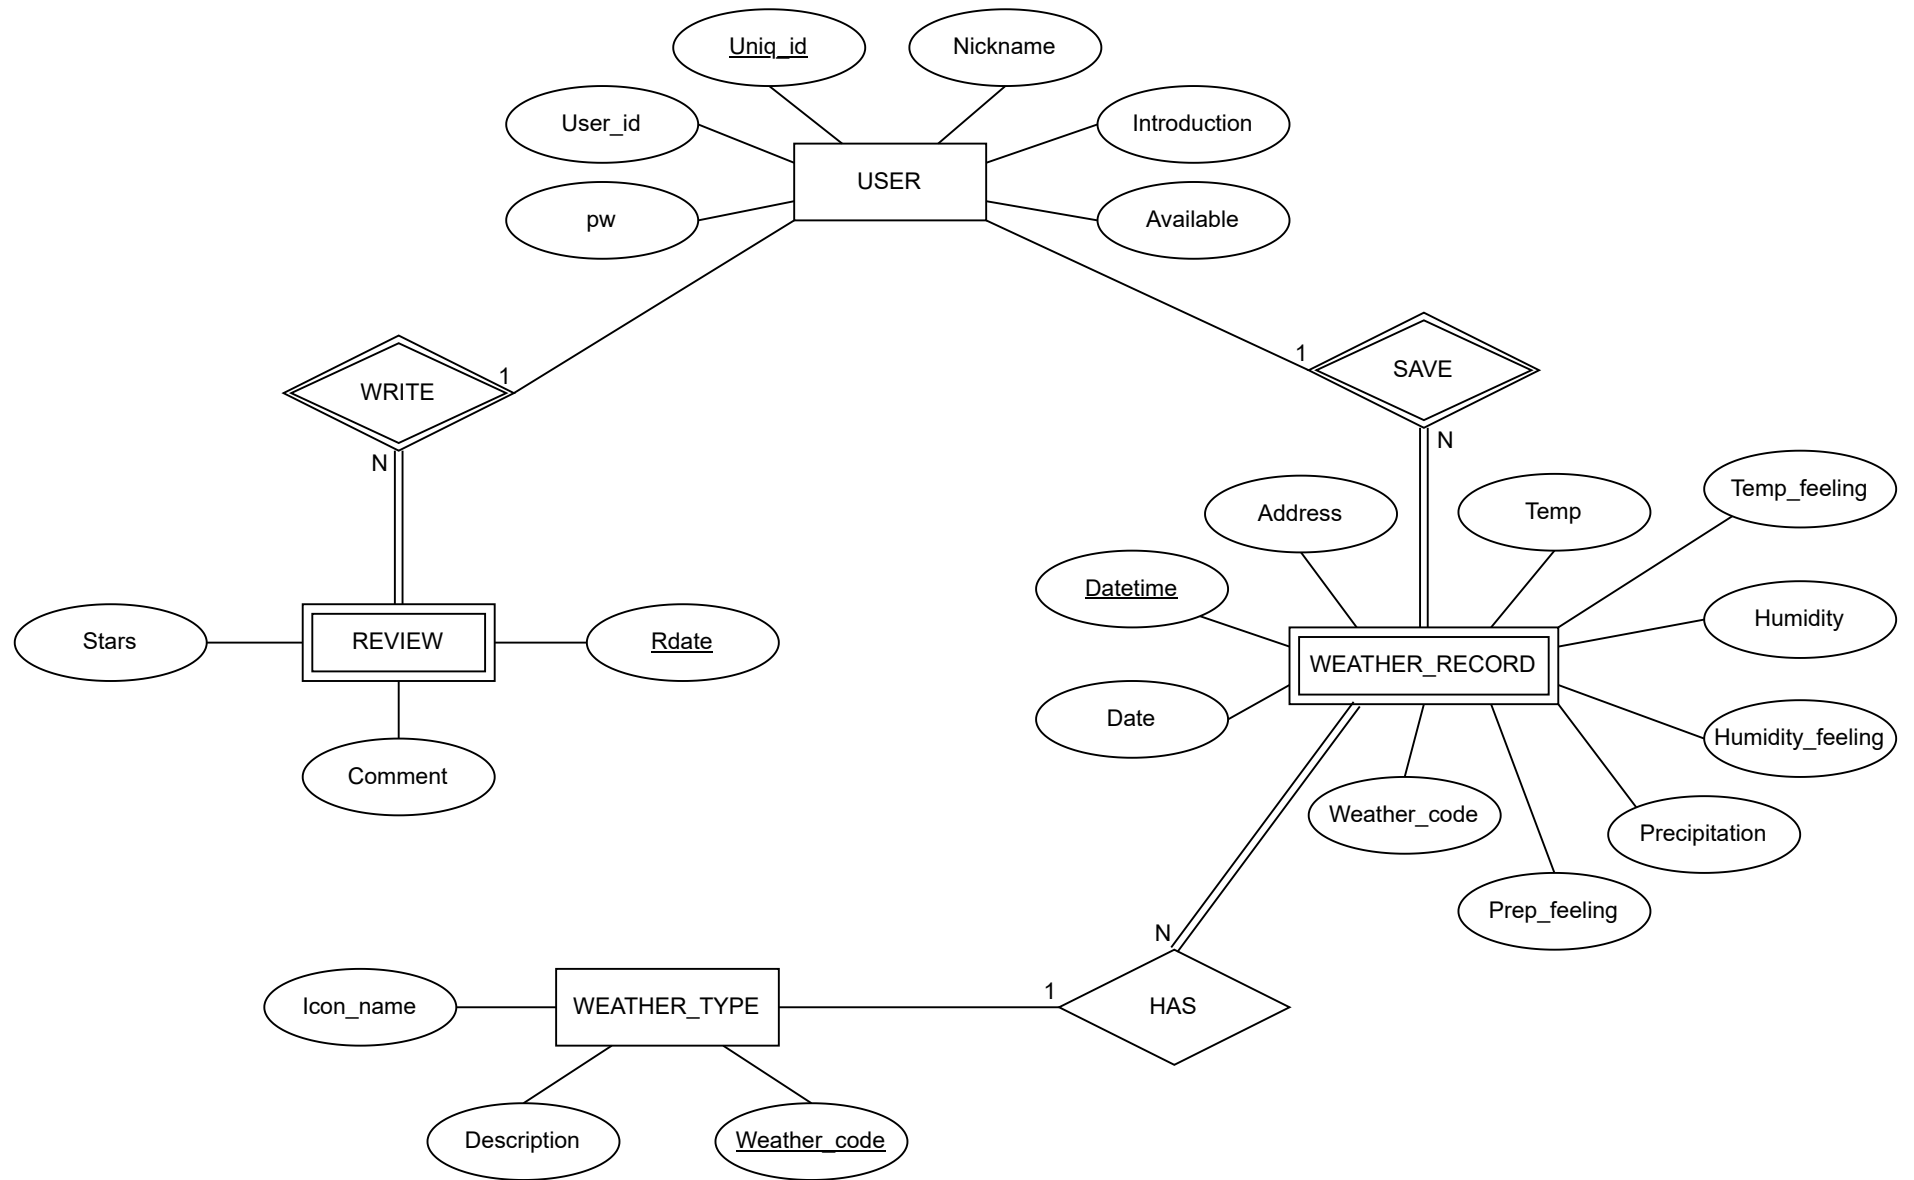 Uniq_id
Nickname
User_id
Introduction
USER
pw
Available
1
SAVE
1
WRITE
N
N
Temp_feeling
Address
Temp
Datetime
Humidity
Stars
REVIEW
Rdate
WEATHER_RECORD
Date
Humidity_feeling
Comment
Weather_code
Precipitation
Prep_feeling
N
1
Icon_name
WEATHER_TYPE
HAS
Description
Weather_code